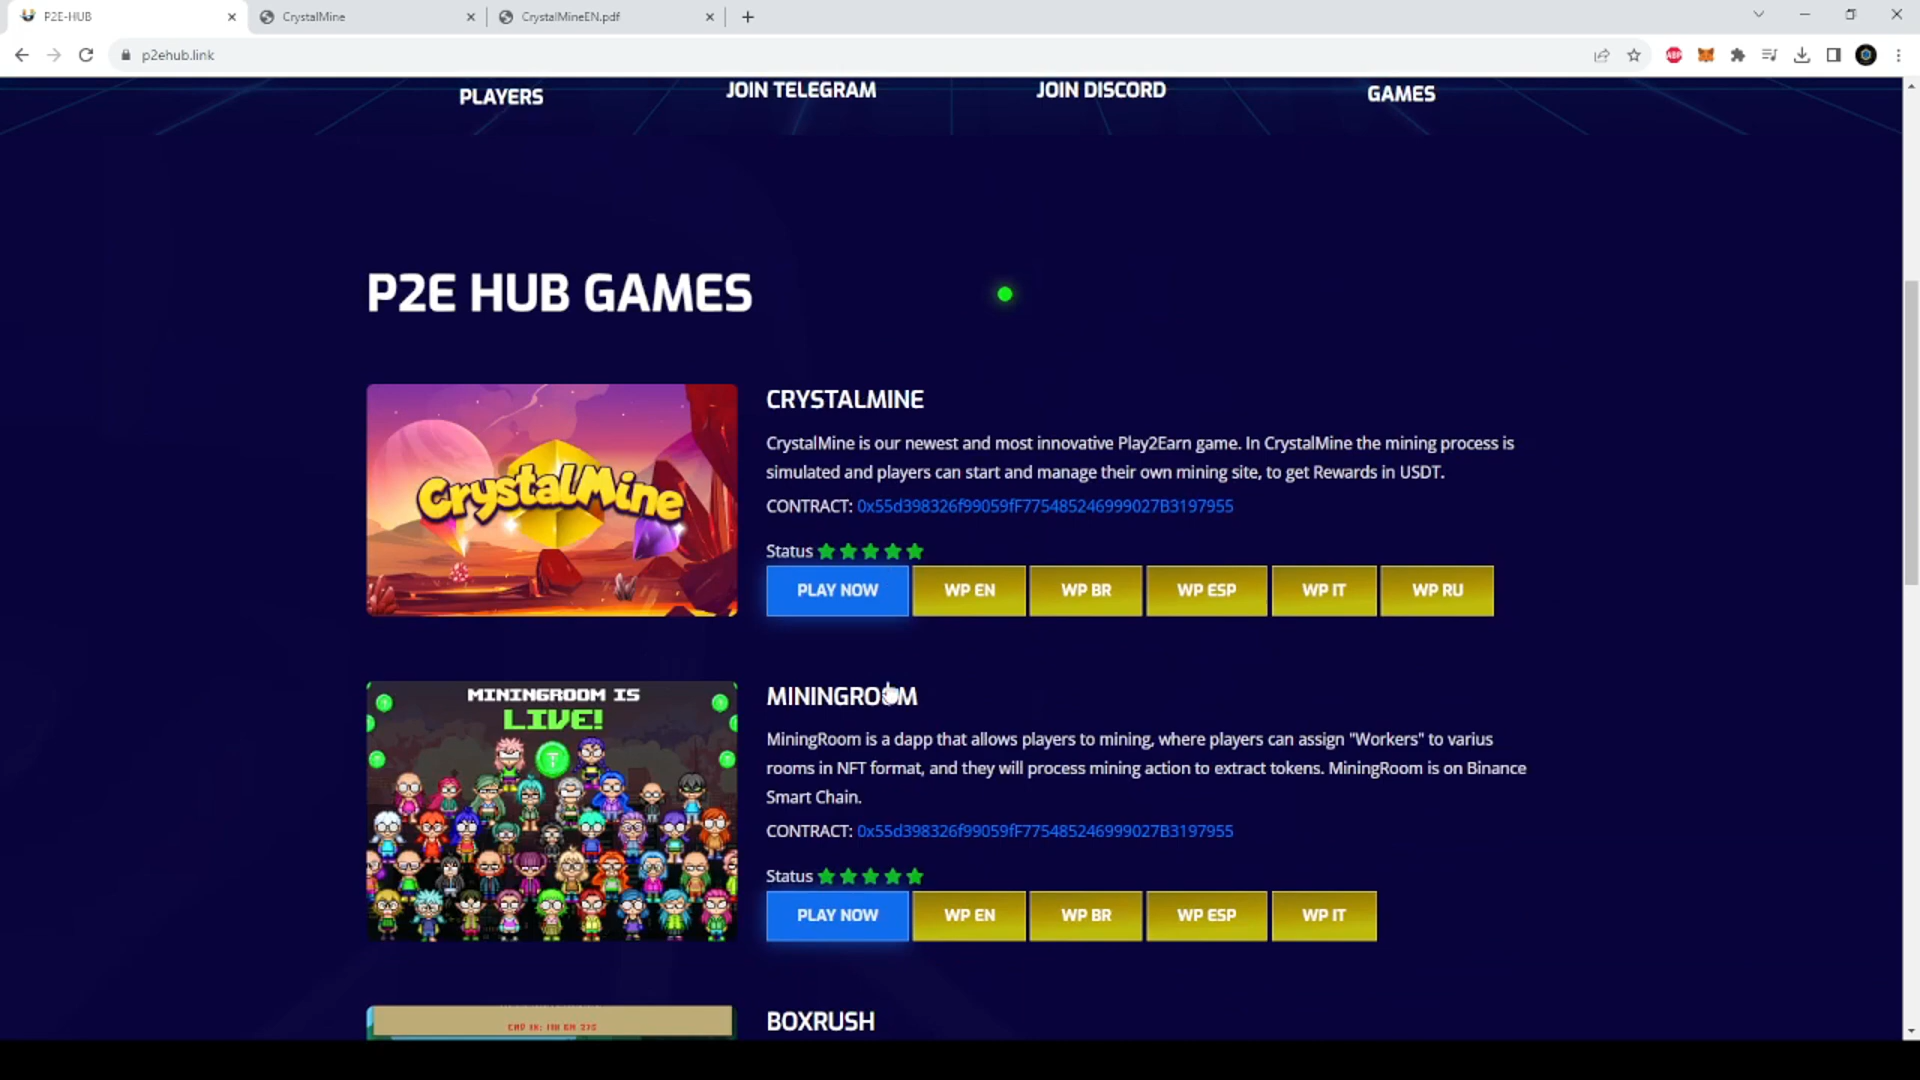 P2E-HUB
CrystalMine
CrystalMineEN.pdf
p2ehub.link
ABP
PLAYERS
JOIN TELEGRAM
JOIN DISCORD
GAMES
P2E HUB GAMES
CrystalMine
CRYSTALMINE
CrystalMine is our newest and most innovative Play2Earn game. In CrystalMine the mining process is
simulated and players can start and manage their own mining site, to get Rewards in USDT.
CONTRACT: 0x55d398326f99059fF775485246999027B3197955
Status
PLAY NOW
WP EN
WP BR
WP ESP
WP IT
WP RU
MININGROOM IS
LIVE!
MININGROOM
MiningRoom is a dapp that allows players to mining, where players can assign "Workers" to varius
rooms in NFT format, and they will process mining action to extract tokens. MiningRoom is on Binance
Smart Chain.
CONTRACT: 0x55d398326f99059fF775485246999027B3197955
Status
PLAY NOW
WP EN
WP BR
WP ESP
WP IT
BOXRUSH